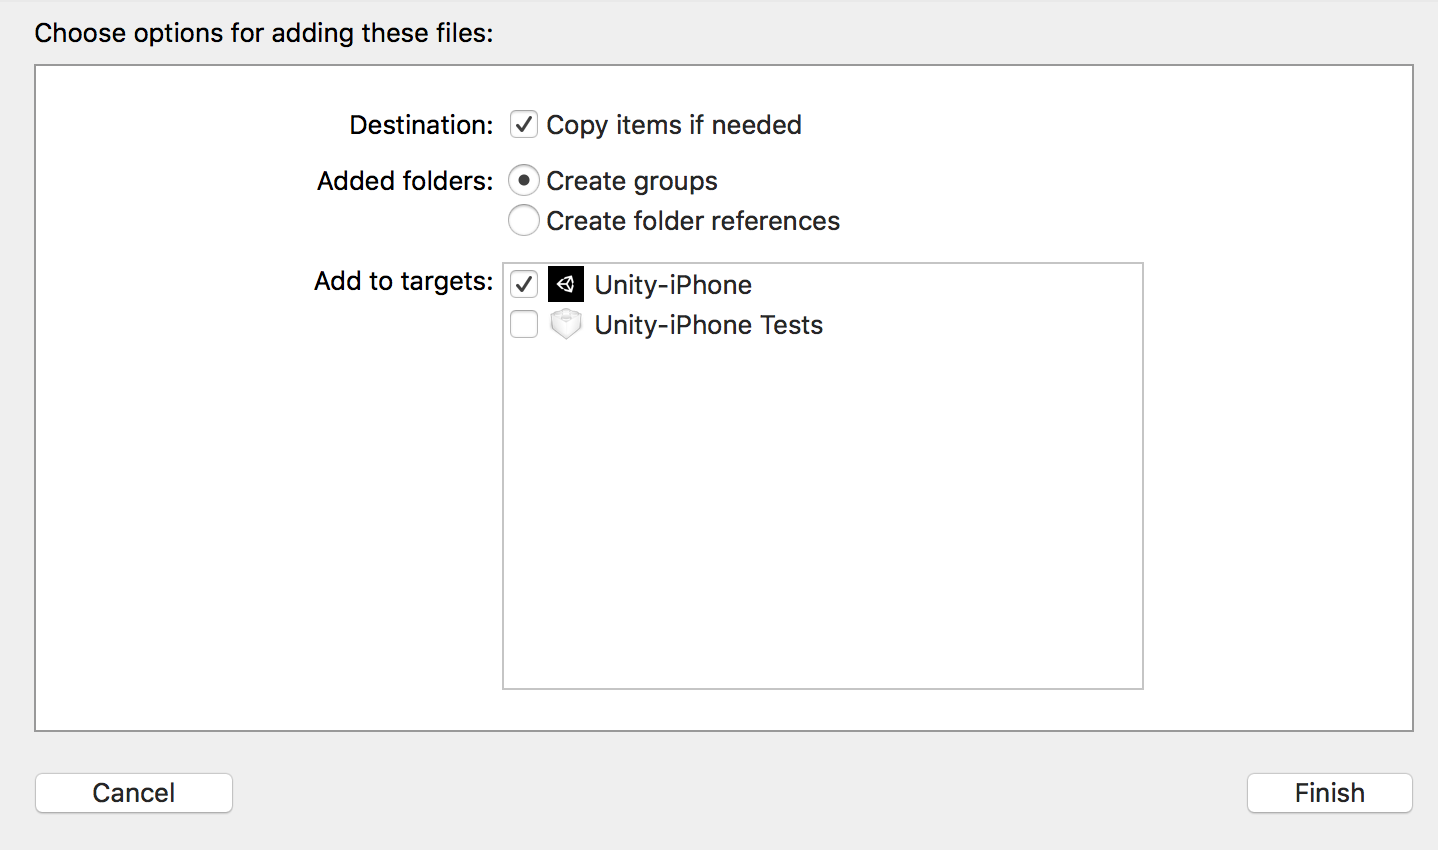 Choose options for adding these files:
Destination: Copy items if needed
Added folders: Create groups
Create folder references
Add to targets: Unity-iPhone
Unity-iPhone Tests
Cancel Finish